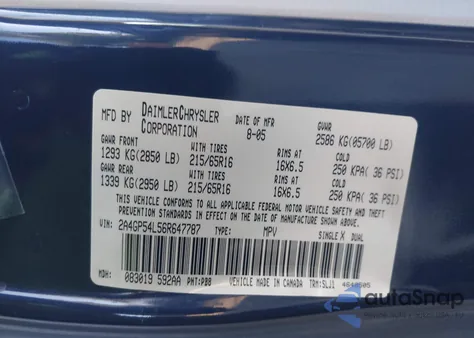 MFD BY DAIMLERCHRYSLER CORPORATION DATE OF MFR 8-05 GVWR 2586 KG(05700 LB)
GAWR FRONT WITH TIRES RIMS AT COLD
1293 KG(2850 LB) 215/65R16 16X6.5 250 KPA( 36 PSI)
GAWR REAR WITH TIRES RIMS AT COLD
1339 KG(2950 LB) 215/65R16 16X6.5 250 KPA( 36 PSI)
THIS VEHICLE CONFORMS TO ALL APPLICABLE FEDERAL MOTOR VEHICLE SAFETY, BUMPER, AND THEFT
PREVENTION STANDARDS IN EFFECT ON THE DATE OF MANUFACTURE SHOWN ABOVE.
VIN: 2A4GP54L56R647787 TYPE: MPV SINGLE X DUAL
MDH: 083019 592AA PNT:PBB VEHICLE MADE IN CANADA TRM:SLJ1
autoSnap